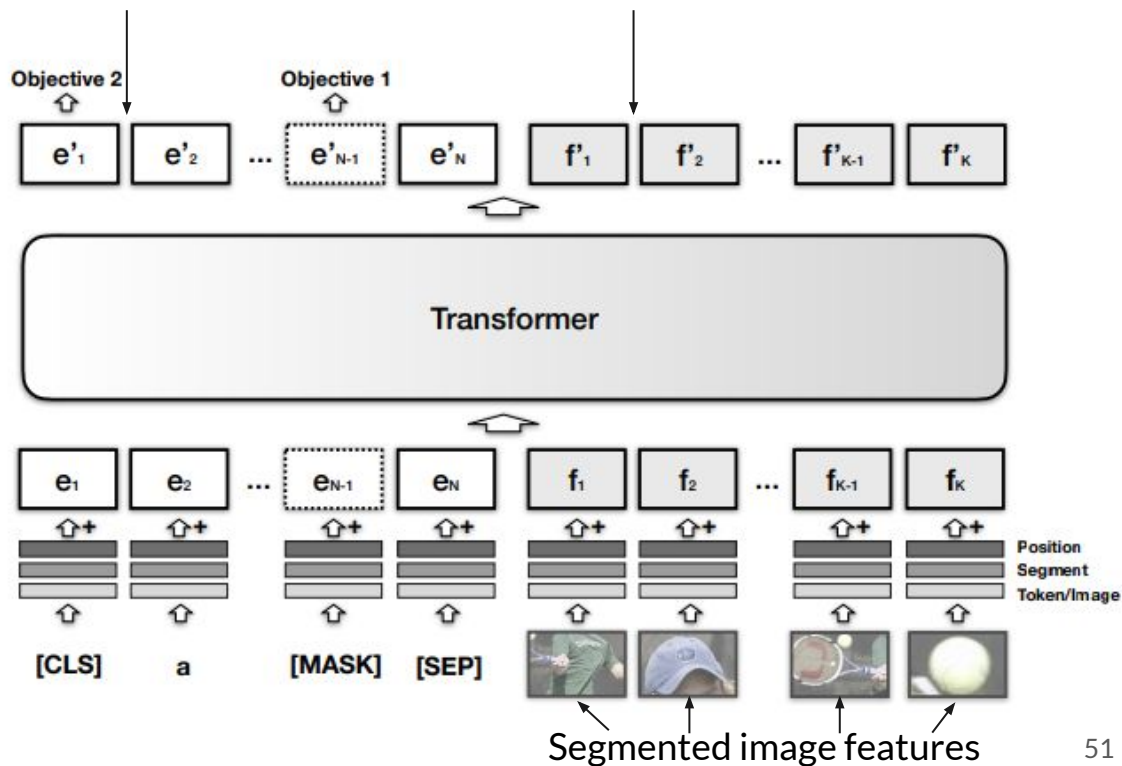 Objective 2 Objective 1
e'1 e'2 ... e'N-1 e'N f'1 f'2 ... f'K-1 f'K
Transformer
e1 e2 ... eN-1 eN f1 f2 ... fK-1 fK
+ + + + + + + +
Position
Segment
Token/Image
[CLS] a [MASK] [SEP]
Segmented image features
51